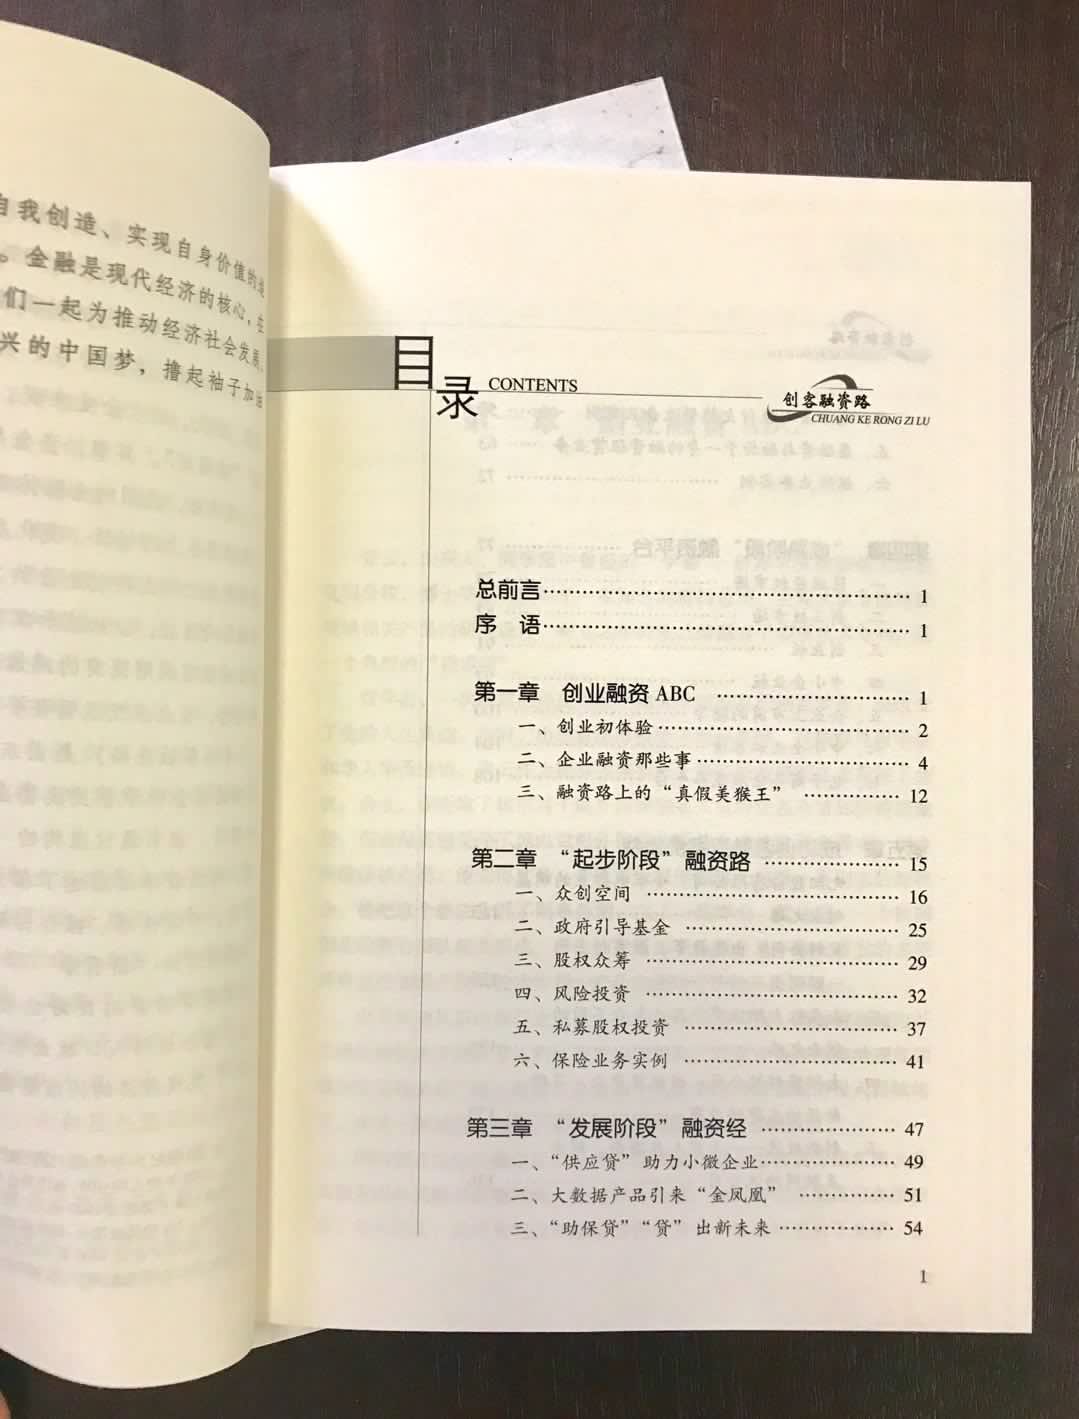 自我创造、实现自身价值的
。金融是现代经济的核心，在
们一起为推动经济社会发展、
兴的中国梦，撸起袖子加油
目录 CONTENTS
创客融资路
CHUANG KE RONG ZI LU
总前言 1
序 语 1
第一章 创业融资 ABC 1
一、创业初体验 2
二、企业融资那些事 4
三、融资路上的“真假美猴王” 12
第二章 “起步阶段”融资路 15
一、众创空间 16
二、政府引导基金 25
三、股权众筹 29
四、风险投资 32
五、私募股权投资 37
六、保险业务实例 41
第三章 “发展阶段”融资经 47
一、“供应贷”助力小微企业 49
二、大数据产品引来“金凤凰” 51
三、“助保贷”“贷”出新未来 54
1